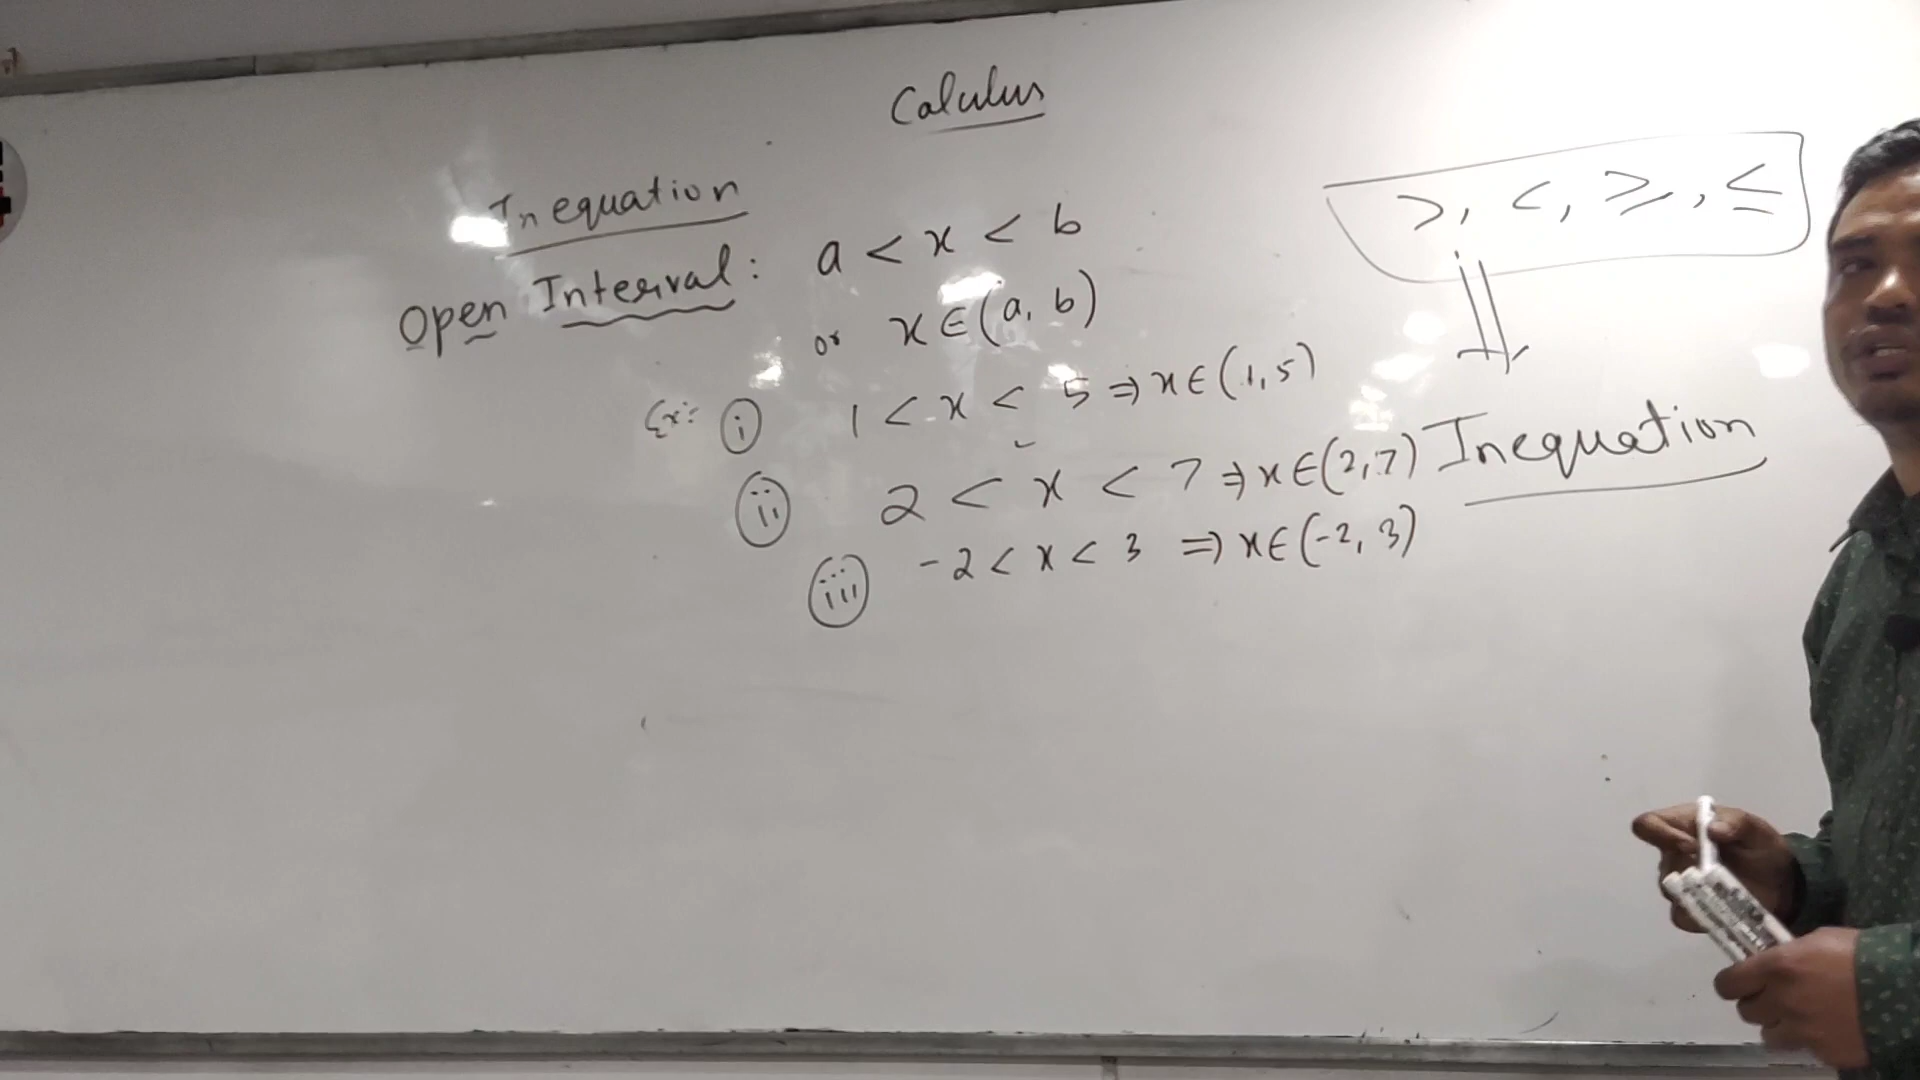 Calulus
Inequation
Open Interval: a < x < b
or x ∈ (a, b)
>, <, ≥, ≤
Ex: (i) 1 < x < 5 ⇒ x ∈ (1, 5)
(ii) 2 < x < 7 ⇒ x ∈ (2, 7)
Inequation
(iii) -2 < x < 3 ⇒ x ∈ (-2, 3)